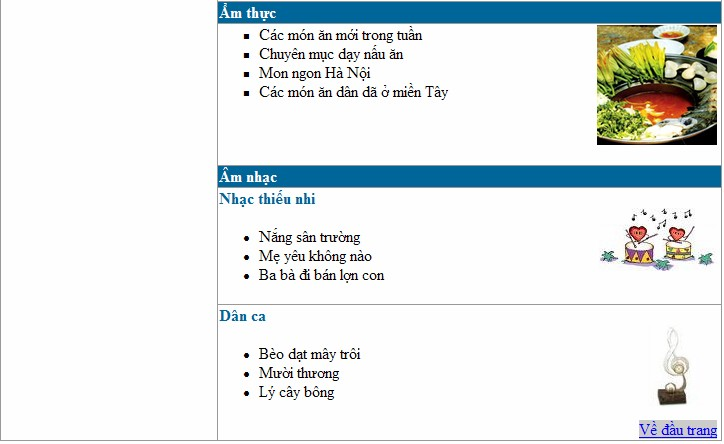 Ẩm thực
Các món ăn mới trong tuần
Chuyên mục dạy nấu ăn
Mon ngon Hà Nội
Các món ăn dân dã ở miền Tây
Âm nhạc
Nhạc thiếu nhi
Nắng sân trường
Mẹ yêu không nào
Ba bà đi bán lợn con
Dân ca
Bèo dạt mây trôi
Mười thương
Lý cây bông
Về đầu trang